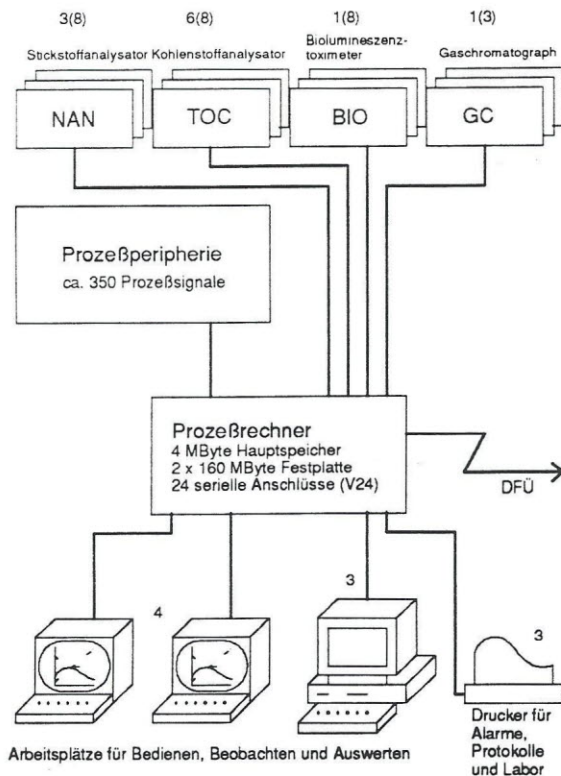 3(8) 6(8) 1(8) 1(3)
Stickstoffanalysator Kohlenstoffanalysator Biolumineszenz-
toximeter Gaschromatograph
NAN TOC BIO GC
Prozeßperipherie
ca. 350 Prozeßsignale
Prozeßrechner
4 MByte Hauptspeicher
2 x 160 MByte Festplatte
24 serielle Anschlüsse (V24)
DFÜ
4
3
3
Arbeitsplätze für Bedienen, Beobachten und Auswerten
Drucker für
Alarme,
Protokolle
und Labor